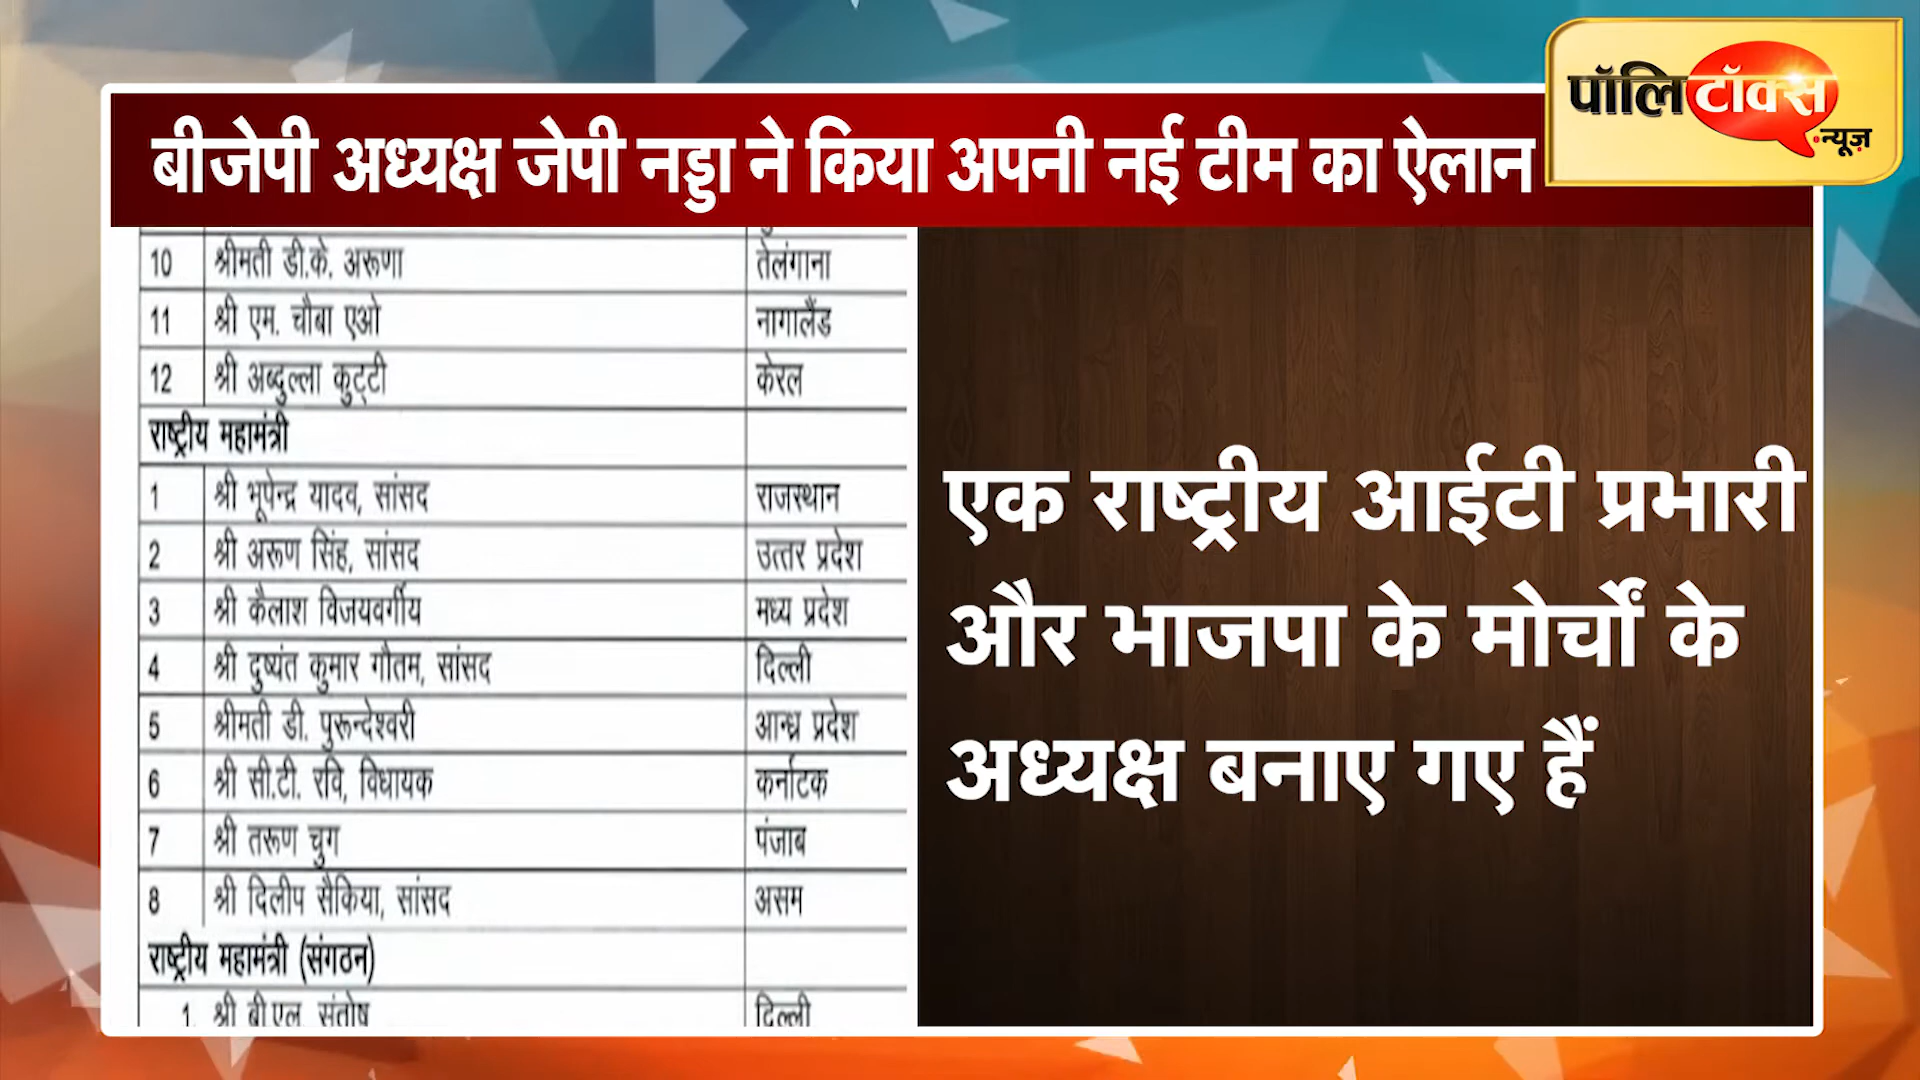 पॉलिटॉक्स
न्यूज़
बीजेपी अध्यक्ष जेपी नड्डा ने किया अपनी नई टीम का ऐलान
10 श्रीमती डी.के. अरूणा तेलंगाना
11 श्री एम. चौबा एओ नागालैंड
12 श्री अब्दुल्ला कुट्टी केरल
राष्ट्रीय महामंत्री
1 श्री भूपेन्द्र यादव, सांसद राजस्थान
2 श्री अरूण सिंह, सांसद उत्तर प्रदेश
3 श्री कैलाश विजयवर्गीय मध्य प्रदेश
4 श्री दुष्यंत कुमार गौतम, सांसद दिल्ली
5 श्रीमती डी. पुरून्देश्वरी आन्ध्र प्रदेश
6 श्री सी.टी. रवि, विधायक कर्नाटक
7 श्री तरूण चुग पंजाब
8 श्री दिलीप सैकिया, सांसद असम
राष्ट्रीय महामंत्री (संगठन)
1. श्री बी.एल. संतोष दिल्ली
एक राष्ट्रीय आईटी प्रभारी
और भाजपा के मोर्चों के
अध्यक्ष बनाए गए हैं